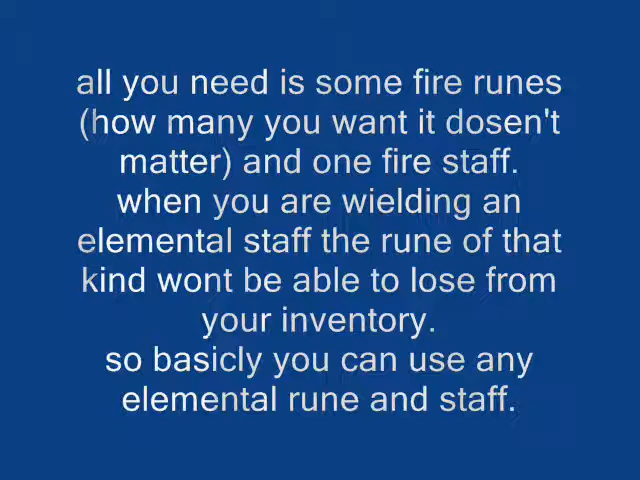 all you need is some fire runes
(how many you want it dosen't
matter) and one fire staff.
when you are wielding an
elemental staff the rune of that
kind wont be able to lose from
your inventory.
so basicly you can use any
elemental rune and staff.